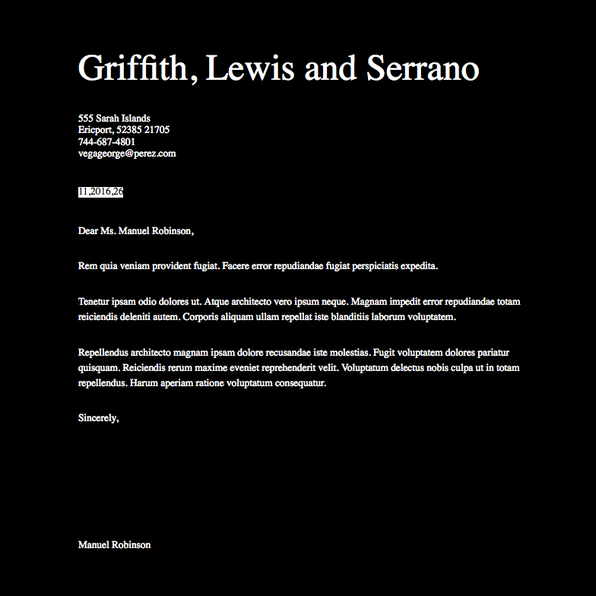 Griffith, Lewis and Serrano
555 Sarah Islands
Ericport, 52385 21705
744-687-4801
vegageorge@perez.com
11,2016,26
Dear Ms. Manuel Robinson,
Rem quia veniam provident fugiat. Facere error repudiandae fugiat perspiciatis expedita.
Tenetur ipsam odio dolores ut. Atque architecto vero ipsum neque. Magnam impedit error repudiandae totam
reiciendis deleniti autem. Corporis aliquam ullam repellat iste blanditiis laborum voluptatem.
Repellendus architecto magnam ipsam dolore recusandae iste molestias. Fugit voluptatem dolores pariatur
quisquam. Reiciendis rerum maxime eveniet reprehenderit velit. Voluptatum delectus nobis culpa ut in totam
repellendus. Harum aperiam ratione voluptatum consequatur.
Sincerely,
Manuel Robinson